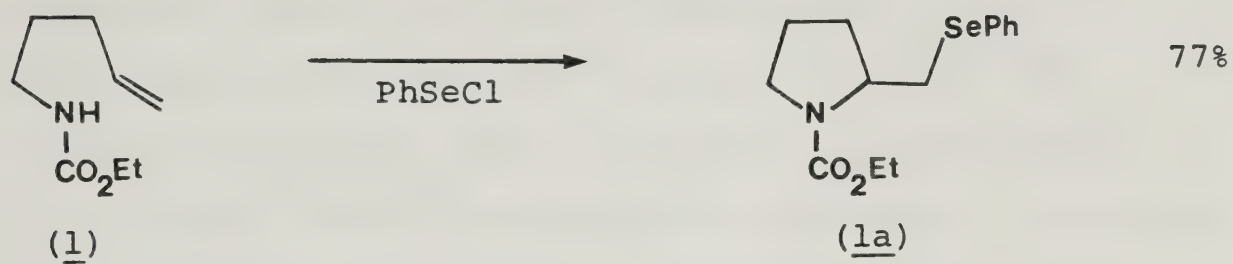 SePh
77%
PhSeCl
NH
N
CO₂Et
CO₂Et
(1)
(1a)